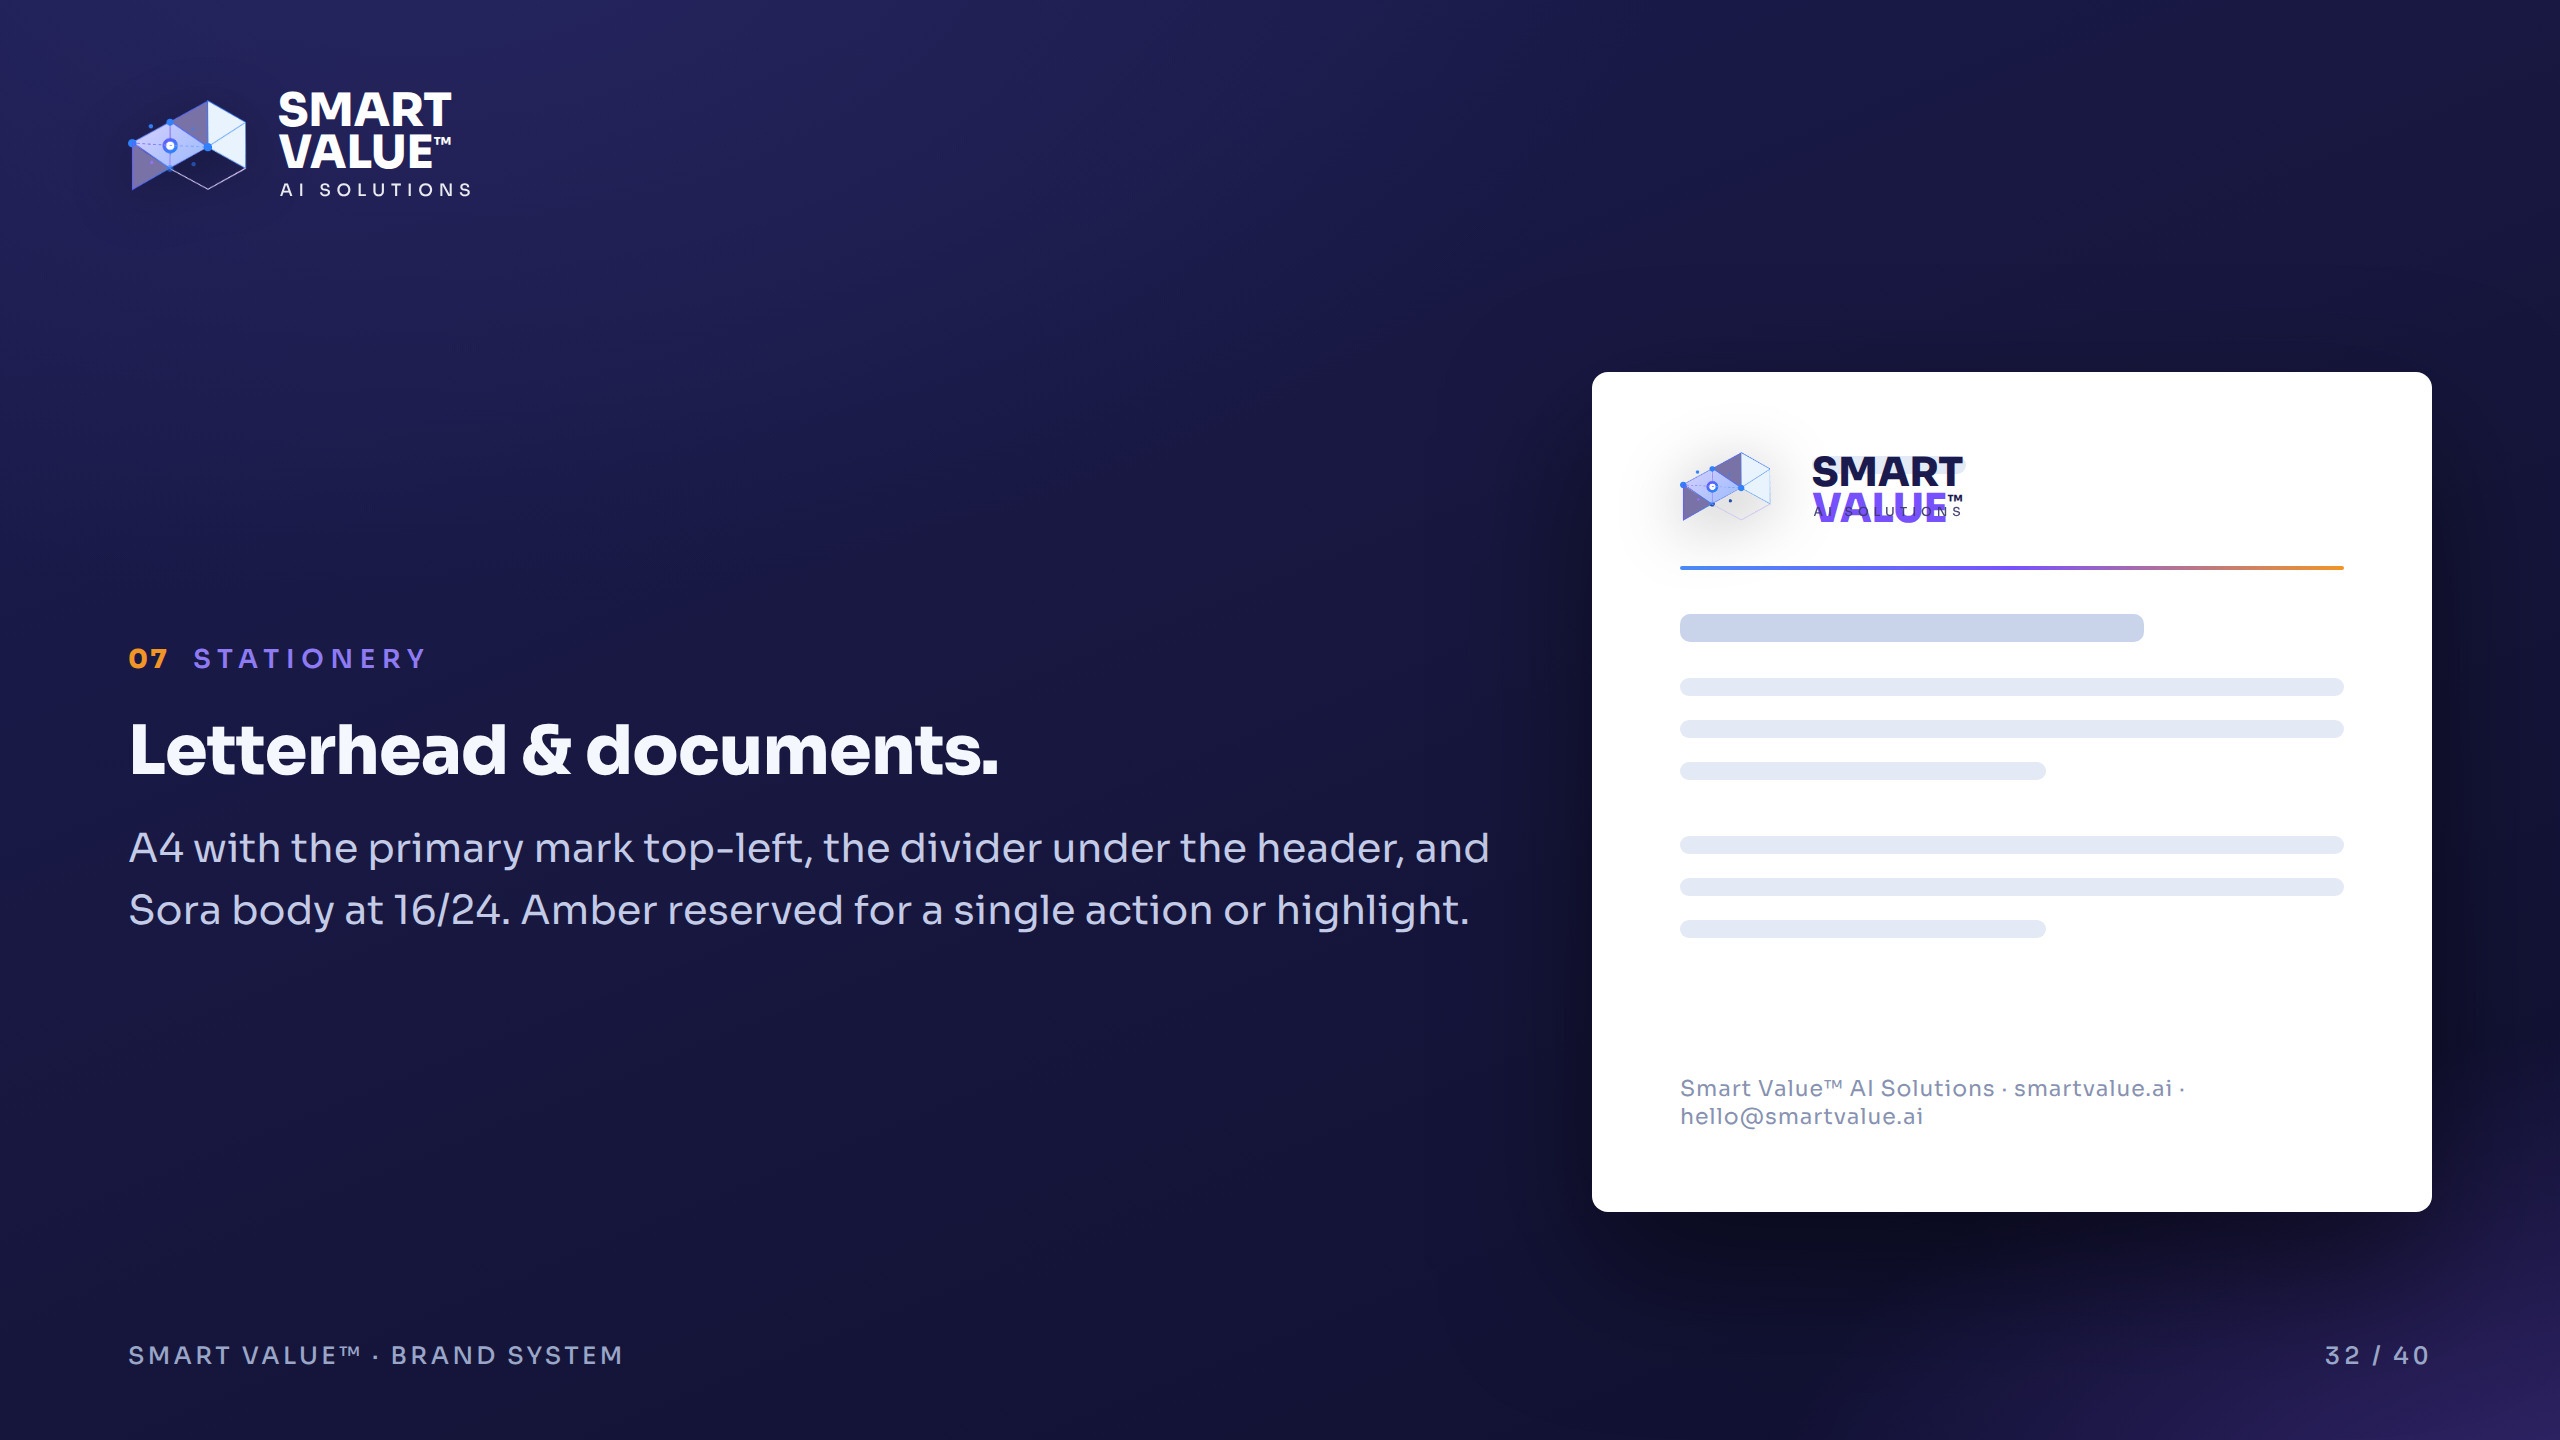 SMART
VALUE™
AI SOLUTIONS
07 STATIONERY
Letterhead & documents.
A4 with the primary mark top-left, the divider under the header, and
Sora body at 16/24. Amber reserved for a single action or highlight.
SMART
VALUE™
AI SOLUTIONS
Smart Value™ AI Solutions · smartvalue.ai ·
hello@smartvalue.ai
SMART VALUE™ · BRAND SYSTEM
32 / 40